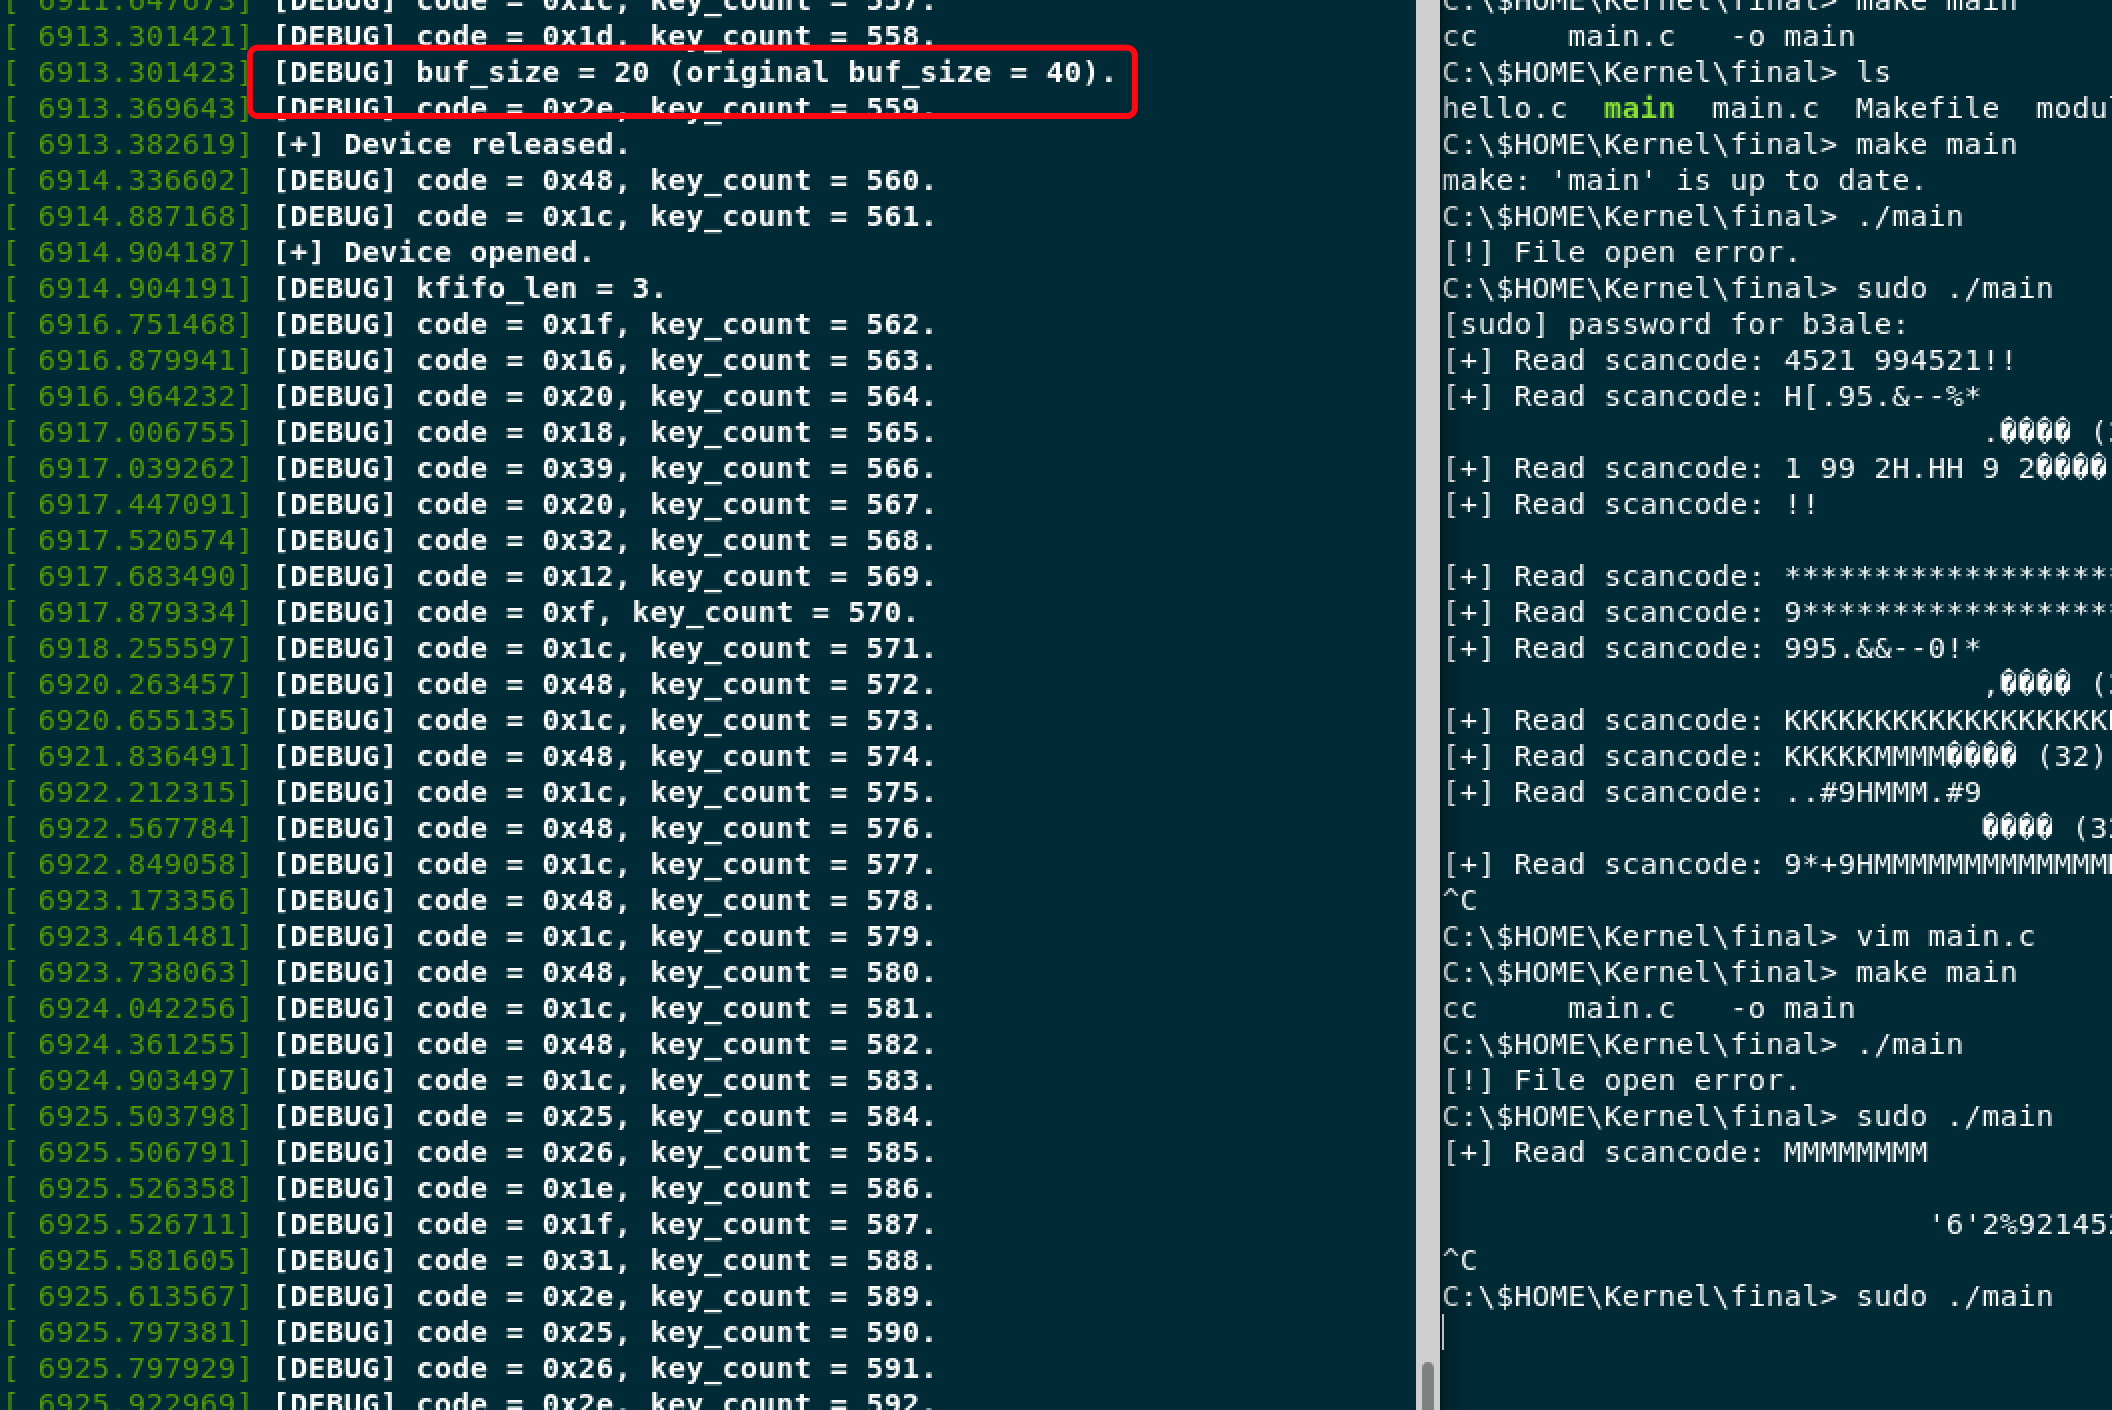 [ 6911.647673] [DEBUG] code = 0x1c, key_count = 557.
[ 6913.301421] [DEBUG] code = 0x1d, key_count = 558.
[ 6913.301423] [DEBUG] buf_size = 20 (original buf_size = 40).
[ 6913.369643] [DEBUG] code = 0x2e, key_count = 559.
[ 6913.382619] [+] Device released.
[ 6914.336602] [DEBUG] code = 0x48, key_count = 560.
[ 6914.887168] [DEBUG] code = 0x1c, key_count = 561.
[ 6914.904187] [+] Device opened.
[ 6914.904191] [DEBUG] kfifo_len = 3.
[ 6916.751468] [DEBUG] code = 0x1f, key_count = 562.
[ 6916.879941] [DEBUG] code = 0x16, key_count = 563.
[ 6916.964232] [DEBUG] code = 0x20, key_count = 564.
[ 6917.006755] [DEBUG] code = 0x18, key_count = 565.
[ 6917.039262] [DEBUG] code = 0x39, key_count = 566.
[ 6917.447091] [DEBUG] code = 0x20, key_count = 567.
[ 6917.520574] [DEBUG] code = 0x32, key_count = 568.
[ 6917.683490] [DEBUG] code = 0x12, key_count = 569.
[ 6917.879334] [DEBUG] code = 0xf, key_count = 570.
[ 6918.255597] [DEBUG] code = 0x1c, key_count = 571.
[ 6920.263457] [DEBUG] code = 0x48, key_count = 572.
[ 6920.655135] [DEBUG] code = 0x1c, key_count = 573.
[ 6921.836491] [DEBUG] code = 0x48, key_count = 574.
[ 6922.212315] [DEBUG] code = 0x1c, key_count = 575.
[ 6922.567784] [DEBUG] code = 0x48, key_count = 576.
[ 6922.849058] [DEBUG] code = 0x1c, key_count = 577.
[ 6923.173356] [DEBUG] code = 0x48, key_count = 578.
[ 6923.461481] [DEBUG] code = 0x1c, key_count = 579.
[ 6923.738063] [DEBUG] code = 0x48, key_count = 580.
[ 6924.042256] [DEBUG] code = 0x1c, key_count = 581.
[ 6924.361255] [DEBUG] code = 0x48, key_count = 582.
[ 6924.903497] [DEBUG] code = 0x1c, key_count = 583.
[ 6925.503798] [DEBUG] code = 0x25, key_count = 584.
[ 6925.506791] [DEBUG] code = 0x26, key_count = 585.
[ 6925.526358] [DEBUG] code = 0x1e, key_count = 586.
[ 6925.526711] [DEBUG] code = 0x1f, key_count = 587.
[ 6925.581605] [DEBUG] code = 0x31, key_count = 588.
[ 6925.613567] [DEBUG] code = 0x2e, key_count = 589.
[ 6925.797381] [DEBUG] code = 0x25, key_count = 590.
[ 6925.797929] [DEBUG] code = 0x26, key_count = 591.
[ 6925.922969] [DEBUG] code = 0x2e, key_count = 592.
C:\$HOME\Kernel\final> make main
cc     main.c   -o main
C:\$HOME\Kernel\final> ls
hello.c  main  main.c  Makefile  modu
C:\$HOME\Kernel\final> make main
make: 'main' is up to date.
C:\$HOME\Kernel\final> ./main
[!] File open error.
C:\$HOME\Kernel\final> sudo ./main
[sudo] password for b3ale:
[+] Read scancode: 4521 994521!!
[+] Read scancode: H[.95.&--%*
.���� (
[+] Read scancode: 1 99 2H.HH 9 2����
[+] Read scancode: !!
[+] Read scancode: ******************
[+] Read scancode: 9*****************
[+] Read scancode: 995.&&--0!*
,���� (
[+] Read scancode: KKKKKKKKKKKKKKKKKK
[+] Read scancode: KKKKKMMMM���� (32)
[+] Read scancode: ..#9HMMM.#9
���� (3
[+] Read scancode: 9*+9HMMMMMMMMMMMMM
^C
C:\$HOME\Kernel\final> vim main.c
C:\$HOME\Kernel\final> make main
cc     main.c   -o main
C:\$HOME\Kernel\final> ./main
[!] File open error.
C:\$HOME\Kernel\final> sudo ./main
[+] Read scancode: MMMMMMMM
'6'2%92145
^C
C:\$HOME\Kernel\final> sudo ./main